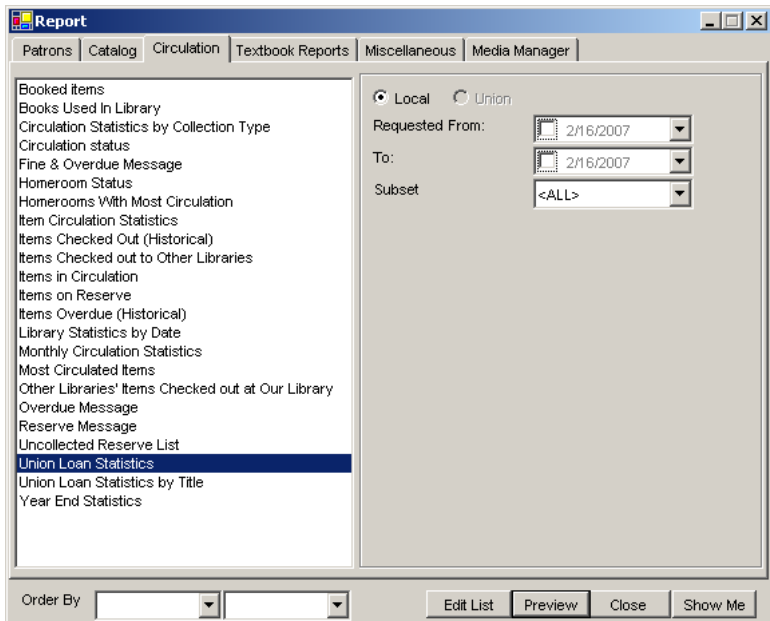 Report
Patrons Catalog Circulation Textbook Reports Miscellaneous Media Manager
Booked items
Books Used In Library
Circulation Statistics by Collection Type
Circulation status
Fine & Overdue Message
Homeroom Status
Homerooms With Most Circulation
Item Circulation Statistics
Items Checked Out (Historical)
Items Checked out to Other Libraries
Items in Circulation
Items on Reserve
Items Overdue (Historical)
Library Statistics by Date
Monthly Circulation Statistics
Most Circulated Items
Other Libraries' Items Checked out at Our Library
Overdue Message
Reserve Message
Uncollected Reserve List
Union Loan Statistics
Union Loan Statistics by Title
Year End Statistics
Local Union
Requested From: 2/16/2007
To: 2/16/2007
Subset <ALL>
Order By Edit List Preview Close Show Me